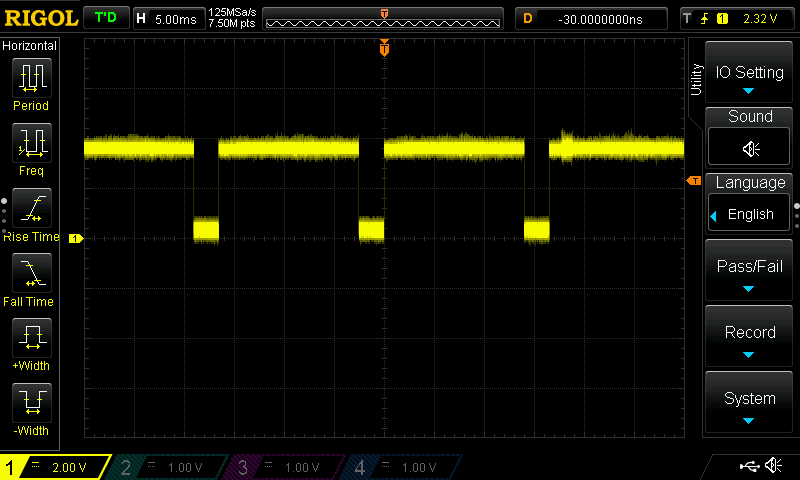 RIGOL T'D H 5.00ms 125MSa/s D -30.0000000ns T 1 2.32 V
7.50M pts
T
T
Horizontal
Period
Freq
Rise Time
Fall Time
+Width
-Width
1
T
Utility
IO Setting
Sound
Language
English
Pass/Fail
Record
System
1 2.00 V 2 1.00 V 3 1.00 V 4 1.00 V